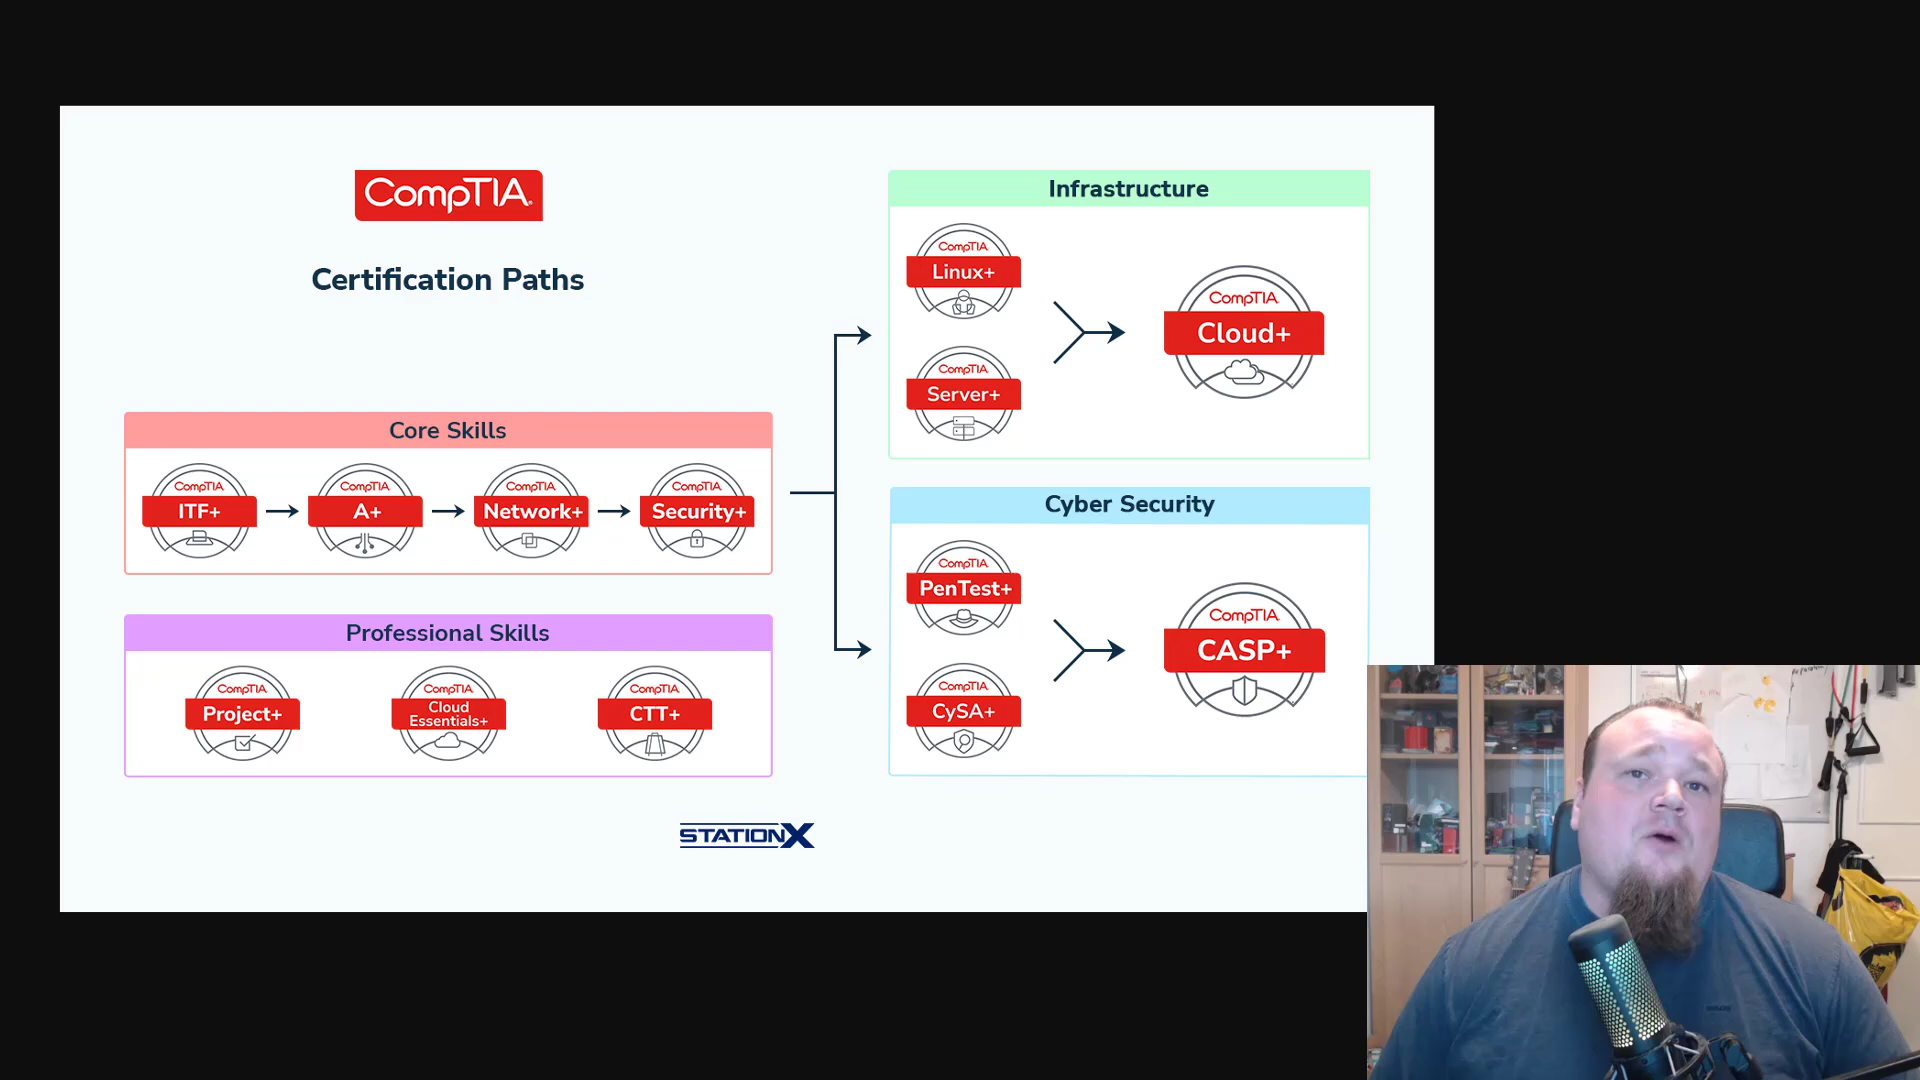 CompTIA.
Certification Paths
Core Skills
CompTIA.
ITF+
CompTIA.
A+
CompTIA.
Network+
CompTIA.
Security+
Professional Skills
CompTIA.
Project+
CompTIA.
Cloud
Essentials+
CompTIA.
CTT+
Infrastructure
CompTIA.
Linux+
CompTIA.
Server+
CompTIA.
Cloud+
Cyber Security
CompTIA.
PenTest+
CompTIA.
CySA+
CompTIA.
CASP+
STATIONX